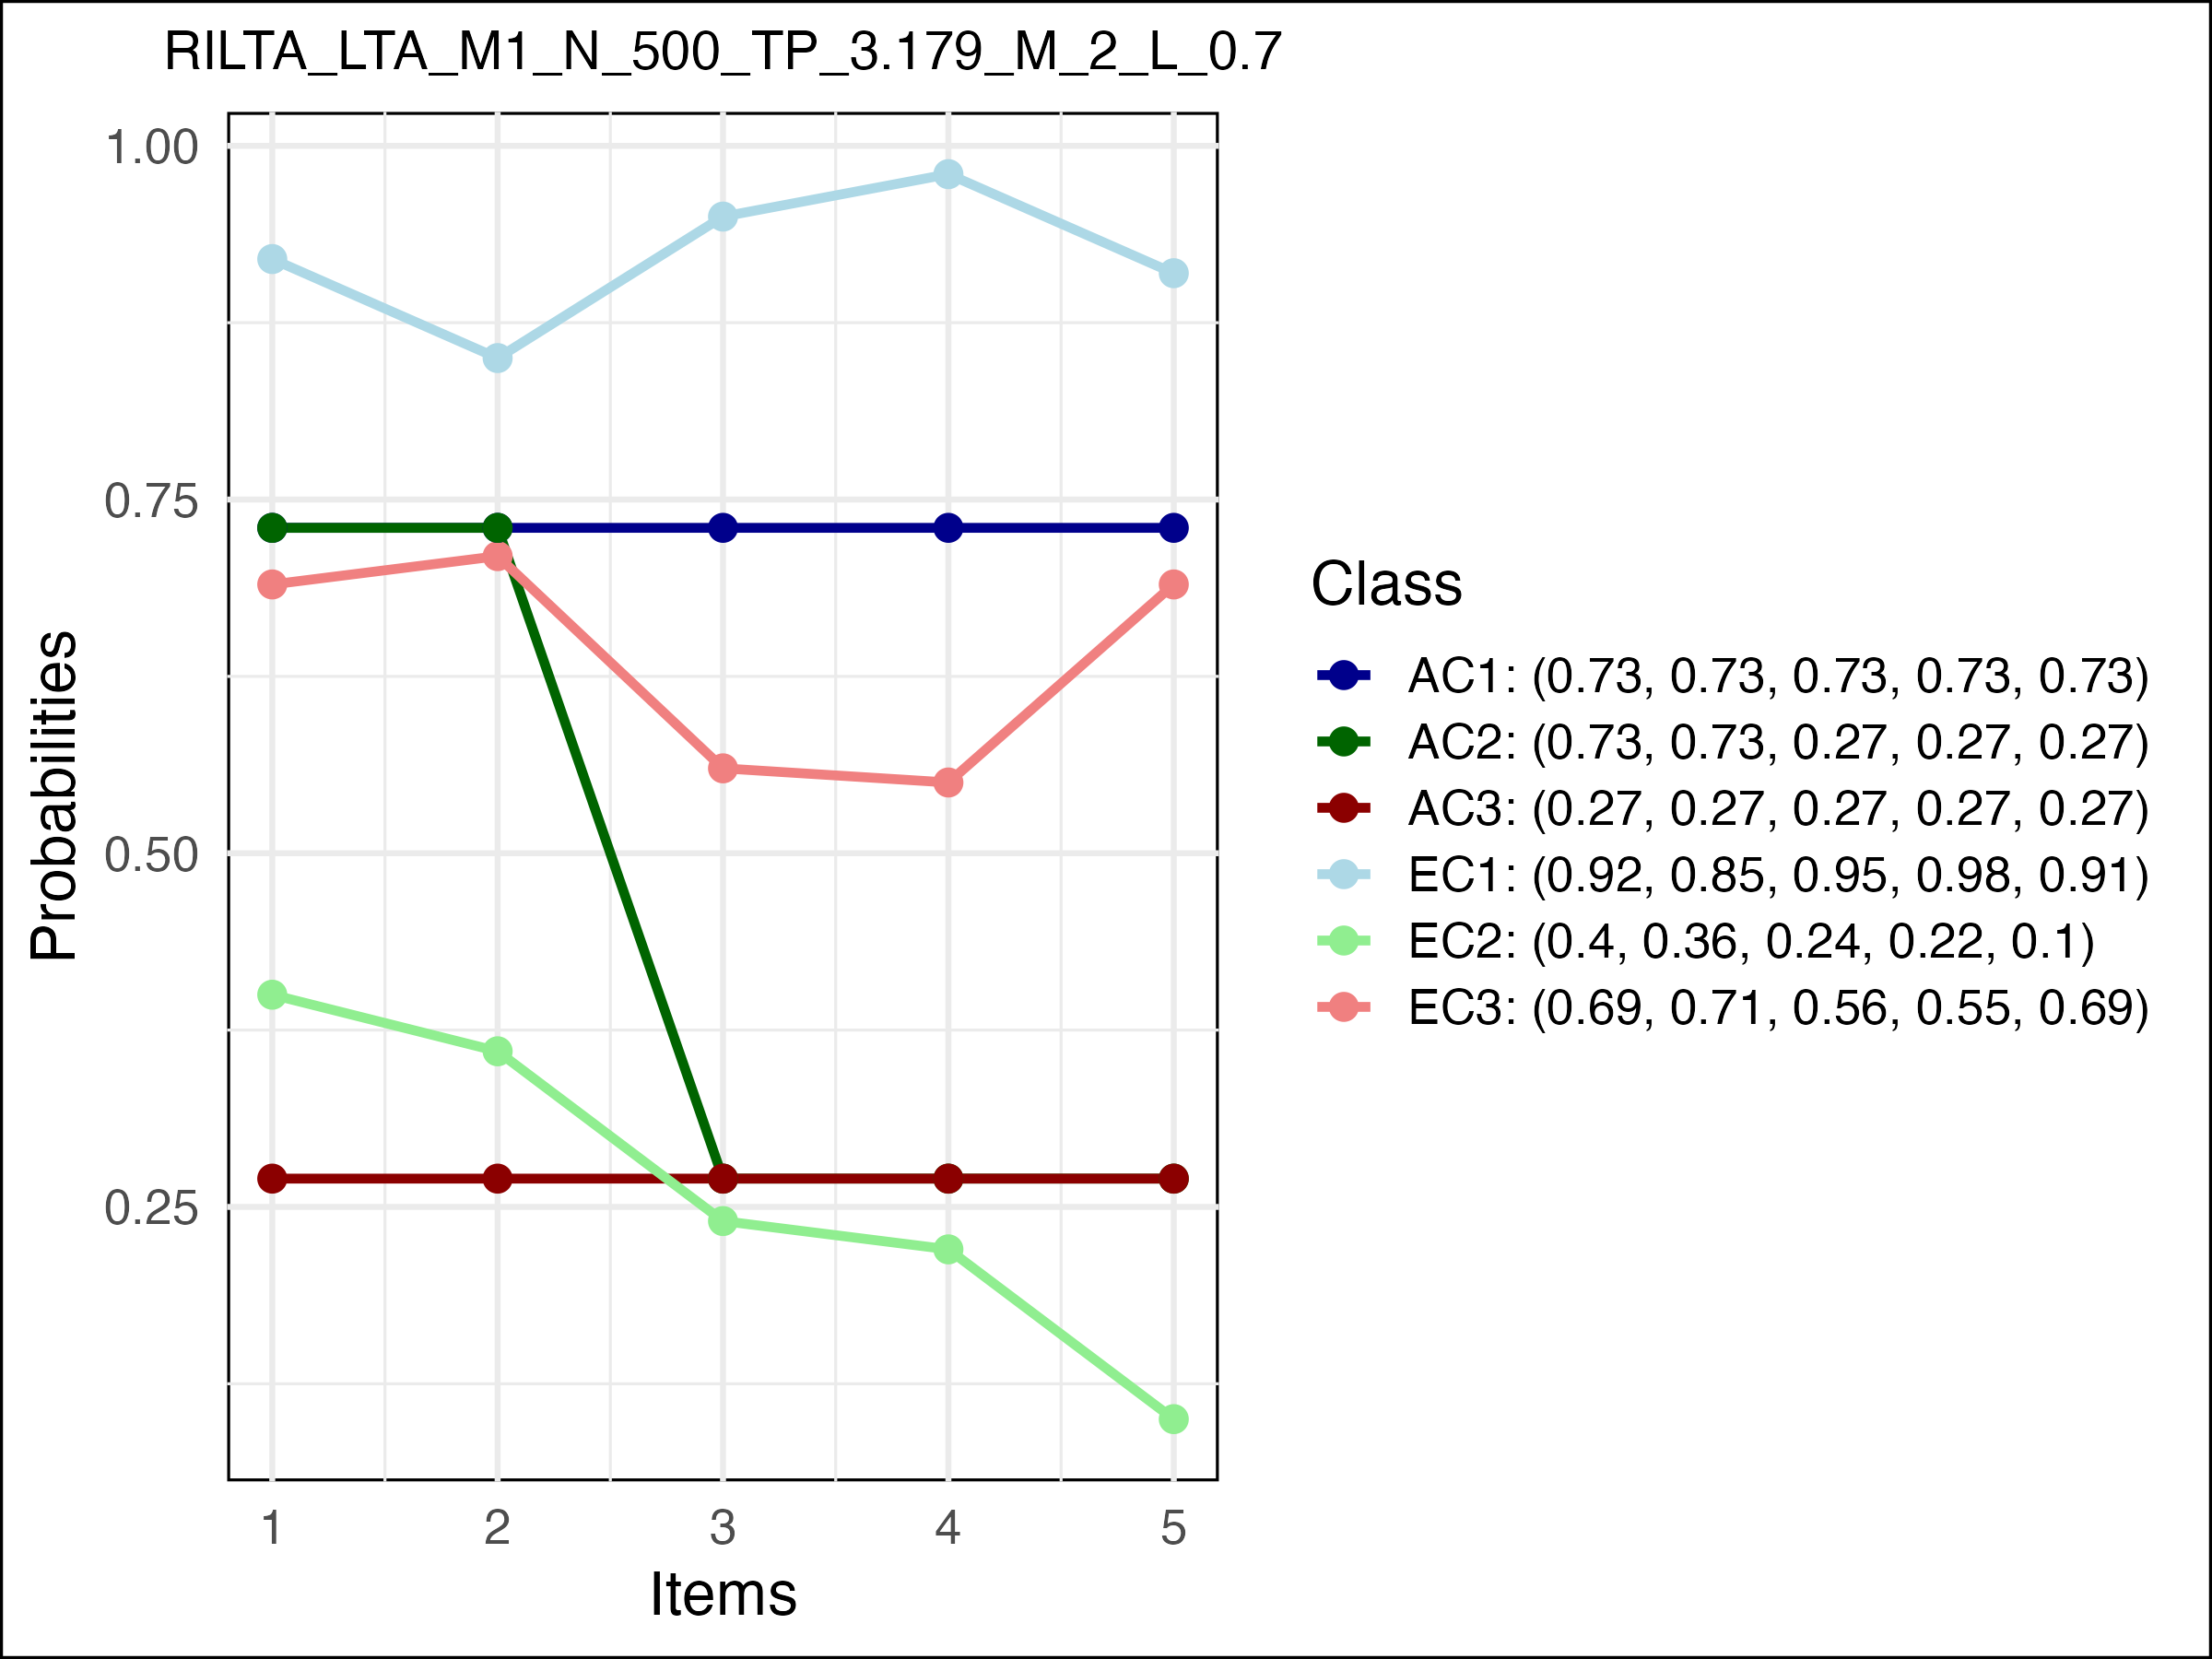 RILTA_LTA_M1_N_500_TP_3.179_M_2_L_0.7
1.00
0.75
0.50
0.25
Probabilities
1 2 3 4 5
Items
Class
AC1: (0.73, 0.73, 0.73, 0.73, 0.73)
AC2: (0.73, 0.73, 0.27, 0.27, 0.27)
AC3: (0.27, 0.27, 0.27, 0.27, 0.27)
EC1: (0.92, 0.85, 0.95, 0.98, 0.91)
EC2: (0.4, 0.36, 0.24, 0.22, 0.1)
EC3: (0.69, 0.71, 0.56, 0.55, 0.69)